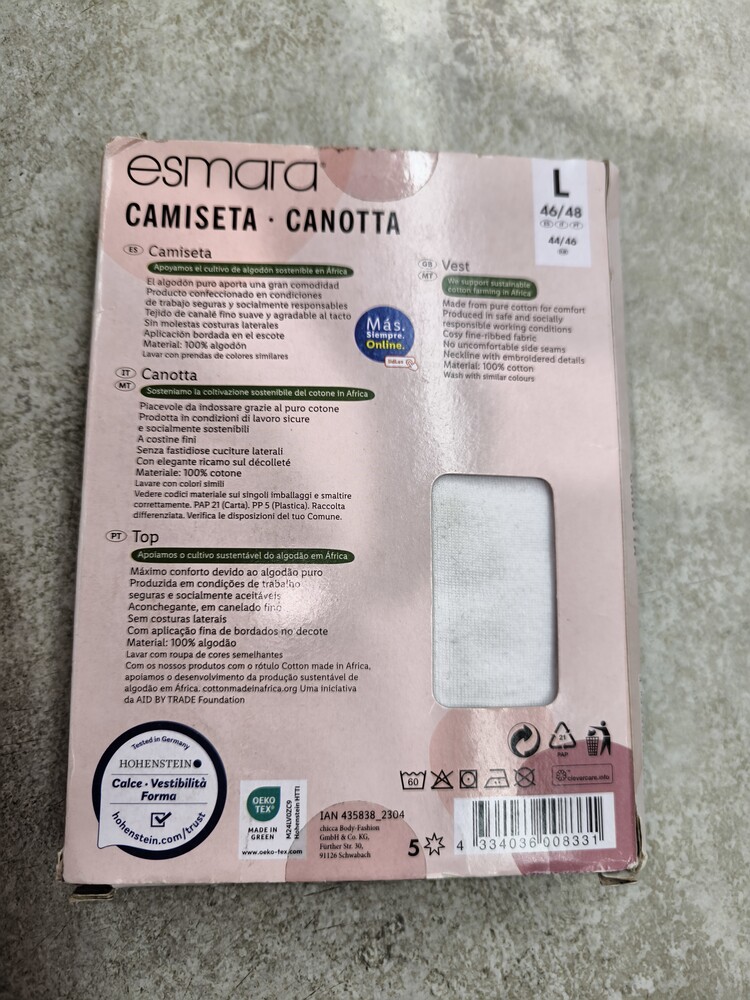 esmara
CAMISETA · CANOTTA
L
46/48
ES IT PT
44/46
GB
ES Camiseta
Apoyamos el cultivo de algodón sostenible en África
El algodón puro aporta una gran comodidad
Producto confeccionado en condiciones
de trabajo seguras y socialmente responsables
Tejido de canalé fino suave y agradable al tacto
Sin molestas costuras laterales
Aplicación bordada en el escote
Material: 100% algodón
Lavar con prendas de colores similares
Más.
Siempre.
Online.
GB
MT
Vest
We support sustainable
cotton farming in Africa
Made from pure cotton for comfort
Produced in safe and socially
responsible working conditions
Cosy fine-ribbed fabric
No uncomfortable side seams
Neckline with embroidered details
Material: 100% cotton
Wash with similar colours
IT
MT
Canotta
Sosteniamo la coltivazione sostenibile del cotone in Africa
Piacevole da indossare grazie al puro cotone
Prodotta in condizioni di lavoro sicure
e socialmente sostenibili
A costine fini
Senza fastidiose cuciture laterali
Con elegante ricamo sul décolleté
Materiale: 100% cotone
Lavare con colori simili
Vedere codici materiale sui singoli imballaggi e smaltire
correttamente. PAP 21 (Carta). PP 5 (Plastica). Raccolta
differenziata. Verifica le disposizioni del tuo Comune.
PT Top
Apoiamos o cultivo sustentável do algodão em África
Máximo conforto devido ao algodão puro
Produzida em condições de trabalho
seguras e socialmente aceitáveis
Aconchegante, em canelado fino
Sem costuras laterais
Com aplicação fina de bordados no decote
Material: 100% algodão
Lavar com roupa de cores semelhantes
Com os nossos produtos com o rótulo Cotton made in Africa,
apoiamos o desenvolvimento da produção sustentável de
algodão em África. cottonmadeinafrica.org Uma iniciativa
da AID BY TRADE Foundation
Tested in Germany
HOHENSTEIN
Calce · Vestibilità
Forma
hohenstein.com/trust
OEKO
TEX®
MADE IN
GREEN
M24LV0ZC9
Hohenstein HTTI
www.oeko-tex.com
IAN 435838_2304
chicca Body-Fashion
GmbH & Co. KG,
Fürther Str. 30,
91126 Schwabach
5
21
PAP
60
4 334036 008331